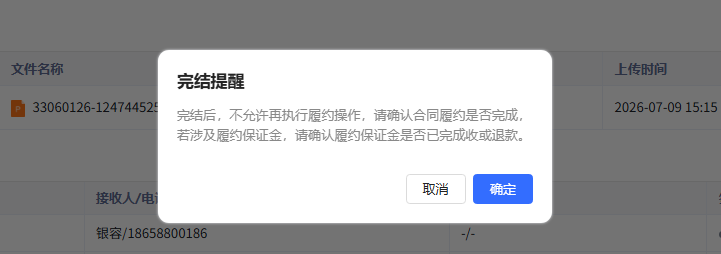 文件名称
上传时间
33060126-124744525
2026-07-09 15:15
完结提醒
完结后，不允许再执行履约操作，请确认合同履约是否完成，
若涉及履约保证金，请确认履约保证金是否已完成收或退款。
取消
确定
接收人/电
银容/18658800186
-/-